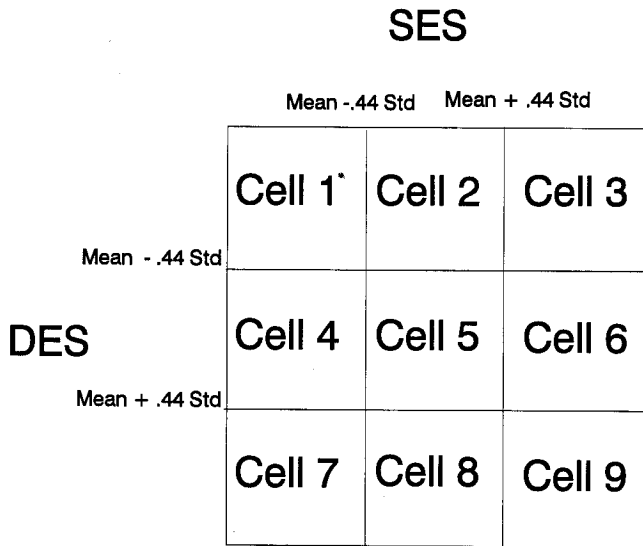 SES
Mean -.44 Std Mean + .44 Std
Cell 1* Cell 2 Cell 3
Mean - .44 Std
DES
Cell 4 Cell 5 Cell 6
Mean + .44 Std
Cell 7 Cell 8 Cell 9